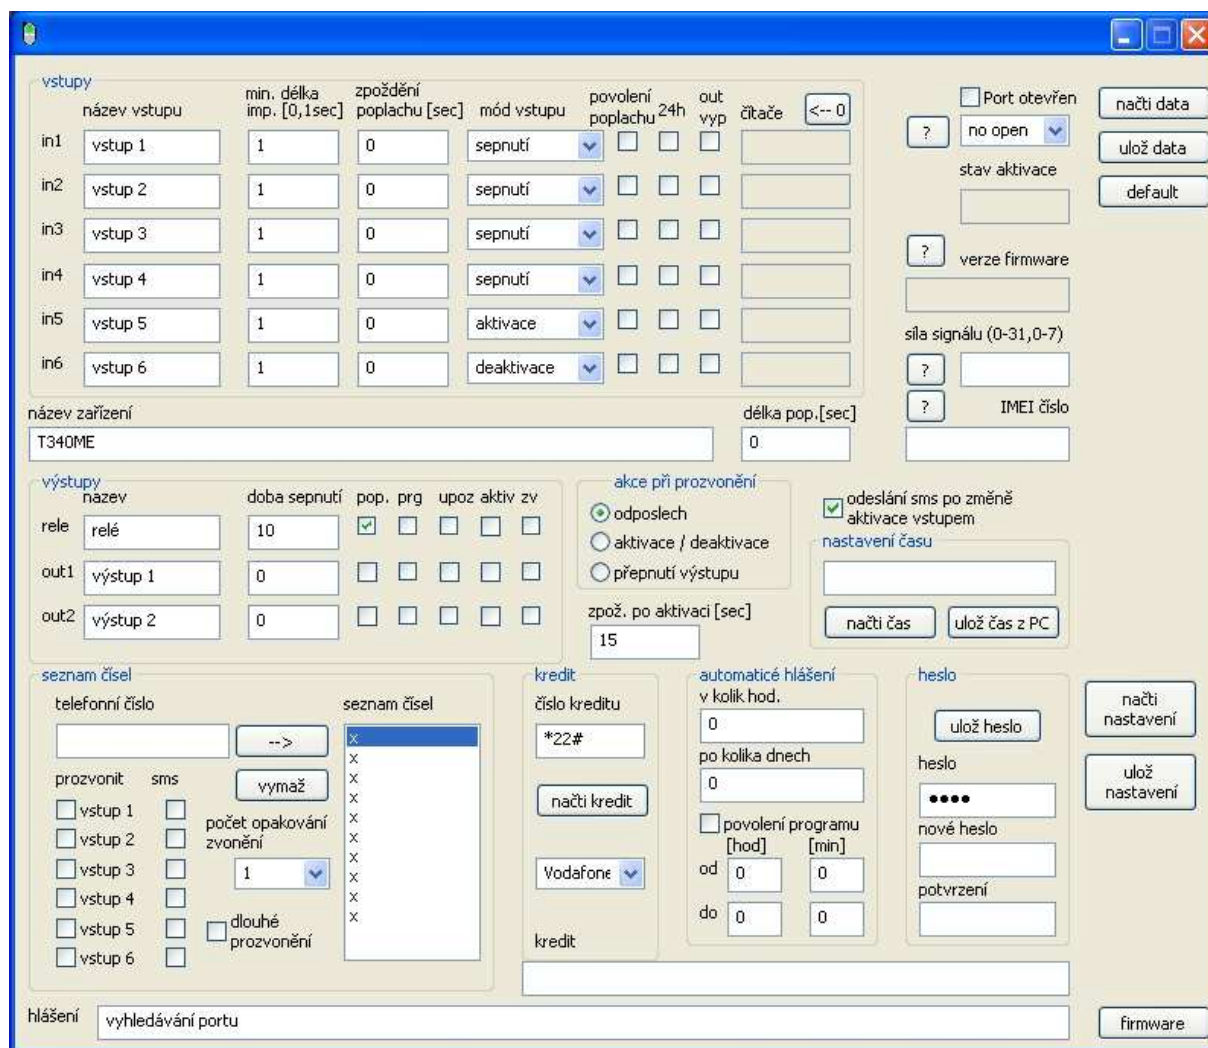 vstupy
název vstupu min. délka imp. [0,1sec] zpoždění poplachu [sec] mód vstupu povolení poplachu 24h out vyp čítače <-- 0
in1 vstup 1 1 0 sepnutí
in2 vstup 2 1 0 sepnutí
in3 vstup 3 1 0 sepnutí
in4 vstup 4 1 0 sepnutí
in5 vstup 5 1 0 aktivace
in6 vstup 6 1 0 deaktivace
Port otevřen
? no open
stav aktivace
? verze firmware
síla signálu (0-31,0-7)
?
? IMEI číslo
načti data
ulož data
default
název zařízení
T340ME
délka pop.[sec]
0
výstupy
nazev doba sepnutí pop. prg upoz aktiv zv
rele relé 10
out1 výstup 1 0
out2 výstup 2 0
akce při prozvonění
odposlech
aktivace / deaktivace
přepnutí výstupu
zpož. po aktivaci [sec]
15
odeslání sms po změně
aktivace vstupem
nastavení času
načti čas ulož čas z PC
seznam čísel
telefonní číslo seznam čísel
-->
vymaž
prozvonit sms
vstup 1
vstup 2
vstup 3
vstup 4
vstup 5
vstup 6
počet opakování
zvonění
1
dlouhé
prozvonění
x
x
x
x
x
x
x
x
x
x
kredit
číslo kreditu
*22#
načti kredit
Vodafone
kredit
automaticé hlášení
v kolik hod.
0
po kolika dnech
0
povolení programu
[hod] [min]
od 0 0
do 0 0
heslo
ulož heslo
heslo
●●●●
nové heslo
potvrzení
načti
nastavení
ulož
nastavení
hlášení vyhledávání portu
firmware